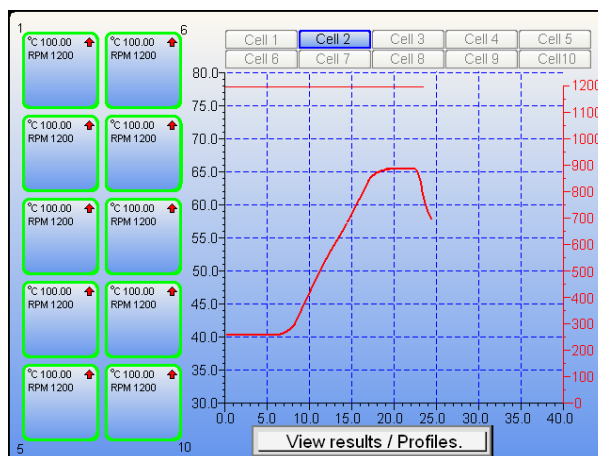 1 6
°C 100.00 °C 100.00
RPM 1200 RPM 1200
°C 100.00 °C 100.00
RPM 1200 RPM 1200
°C 100.00 °C 100.00
RPM 1200 RPM 1200
°C 100.00 °C 100.00
RPM 1200 RPM 1200
°C 100.00 °C 100.00
RPM 1200 RPM 1200
5 10
Cell 1 Cell 2 Cell 3 Cell 4 Cell 5
Cell 6 Cell 7 Cell 8 Cell 9 Cell10
80.0
75.0
70.0
65.0
60.0
55.0
50.0
45.0
40.0
35.0
30.0
1200
1100
1000
900
800
700
600
500
400
300
200
100
0
0.0 5.0 10.0 15.0 20.0 25.0 30.0 35.0 40.0
View results / Profiles.